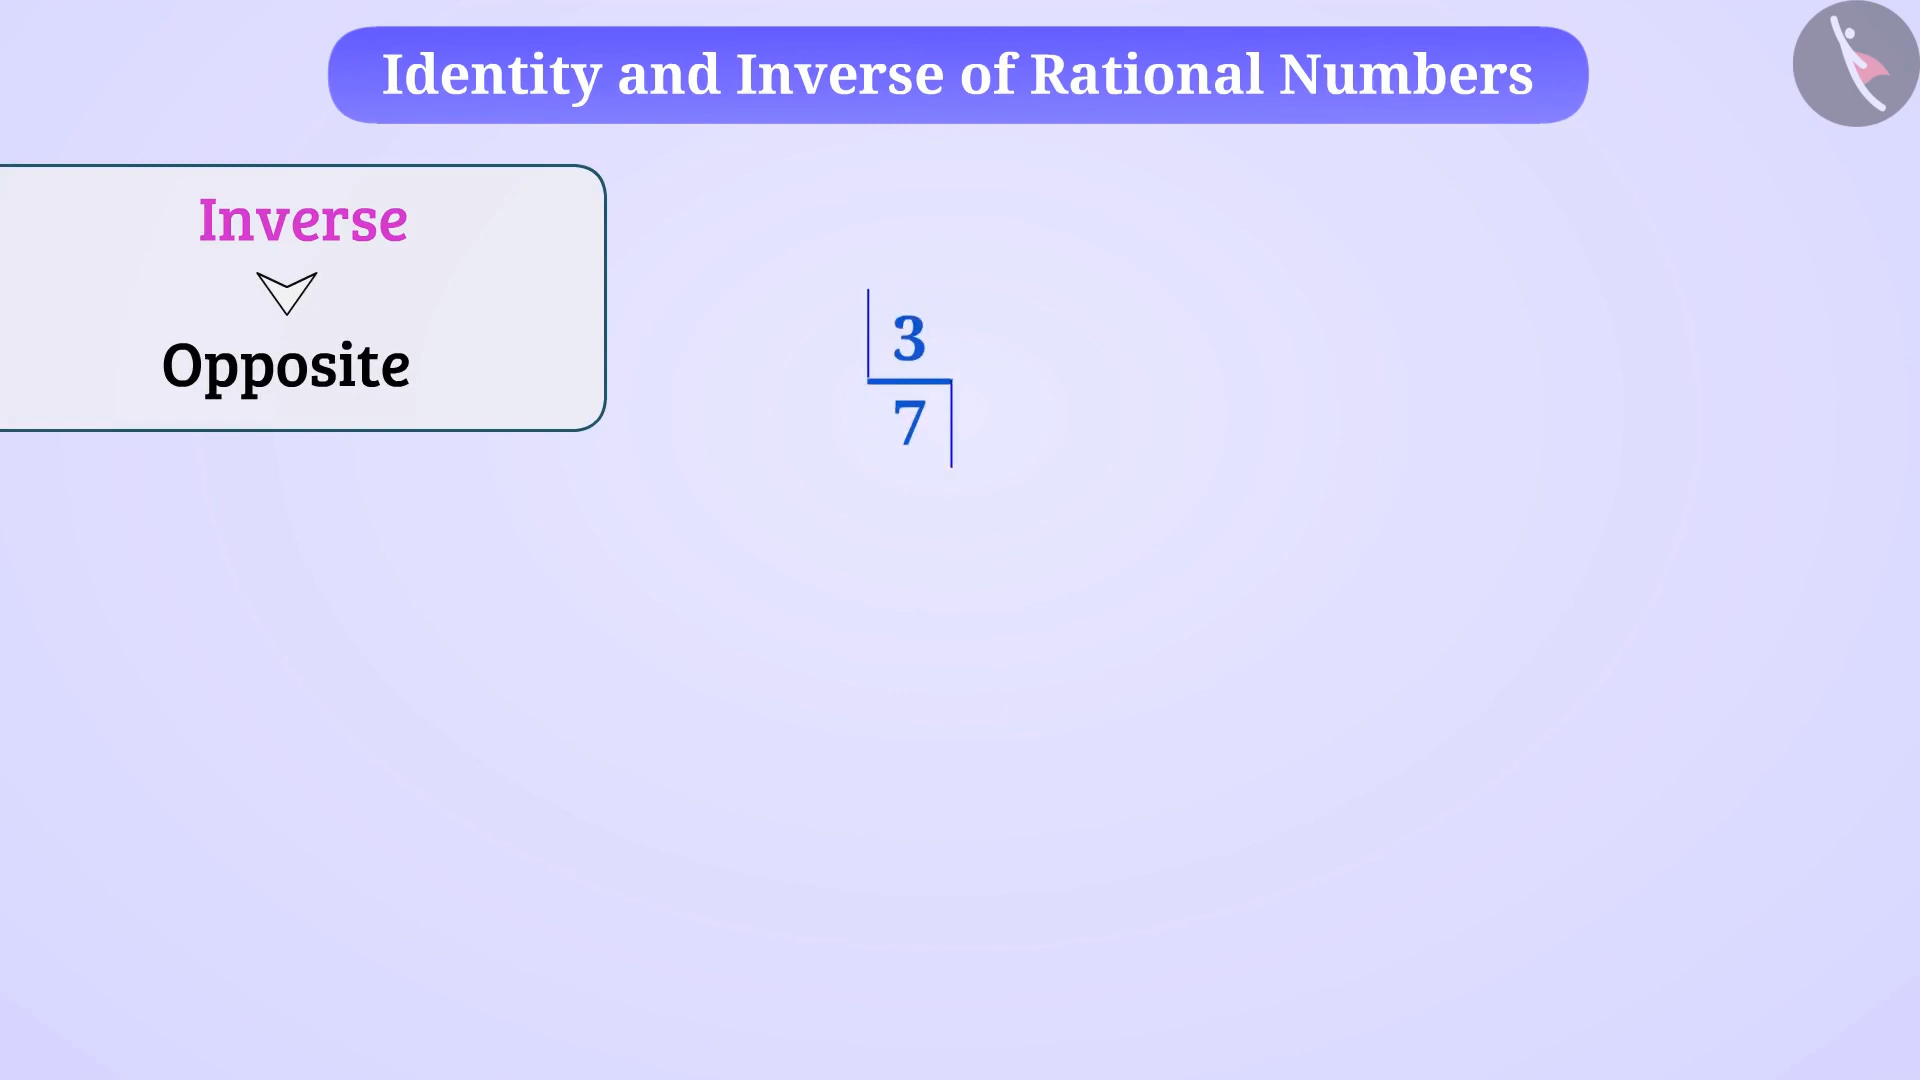 Identity and Inverse of Rational Numbers
Inverse
Opposite
3
7